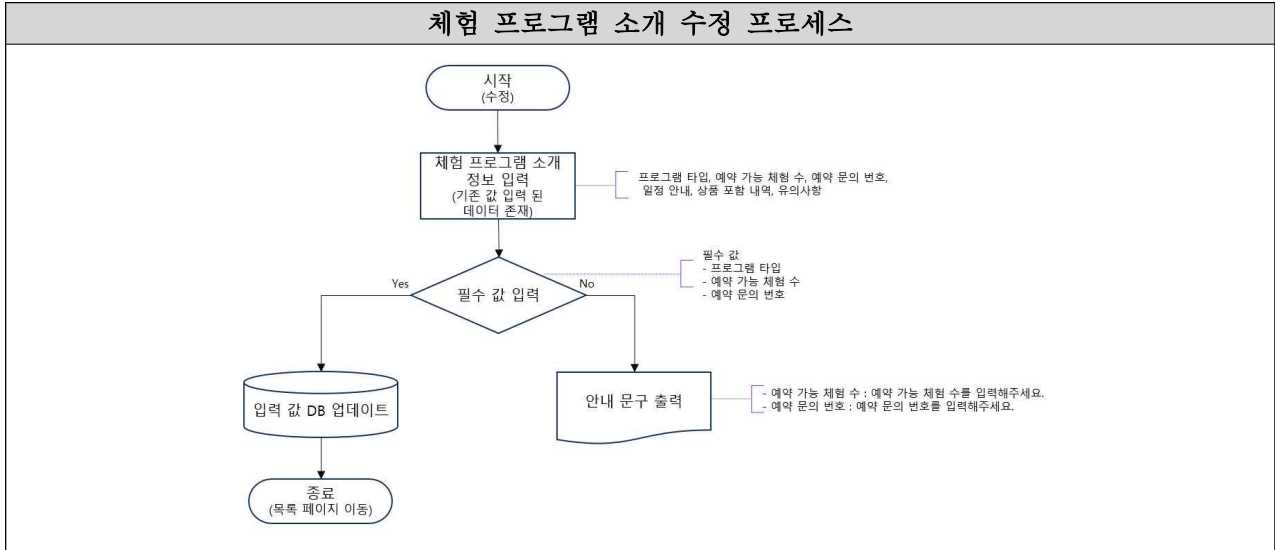 체험 프로그램 소개 수정 프로세스
시작
(수정)
체험 프로그램 소개
정보 입력
(기존 값 입력 된
데이터 존재)
프로그램 타입, 예약 가능 체험 수, 예약 문의 번호,
일정 안내, 상품 포함 내역, 유의사항
필수 값
- 프로그램 타입
- 예약 가능 체험 수
- 예약 문의 번호
Yes
필수 값 입력
No
입력 값 DB 업데이트
안내 문구 출력
- 예약 가능 체험 수 : 예약 가능 체험 수를 입력해주세요.
- 예약 문의 번호 : 예약 문의 번호를 입력해주세요.
종료
(목록 페이지 이동)